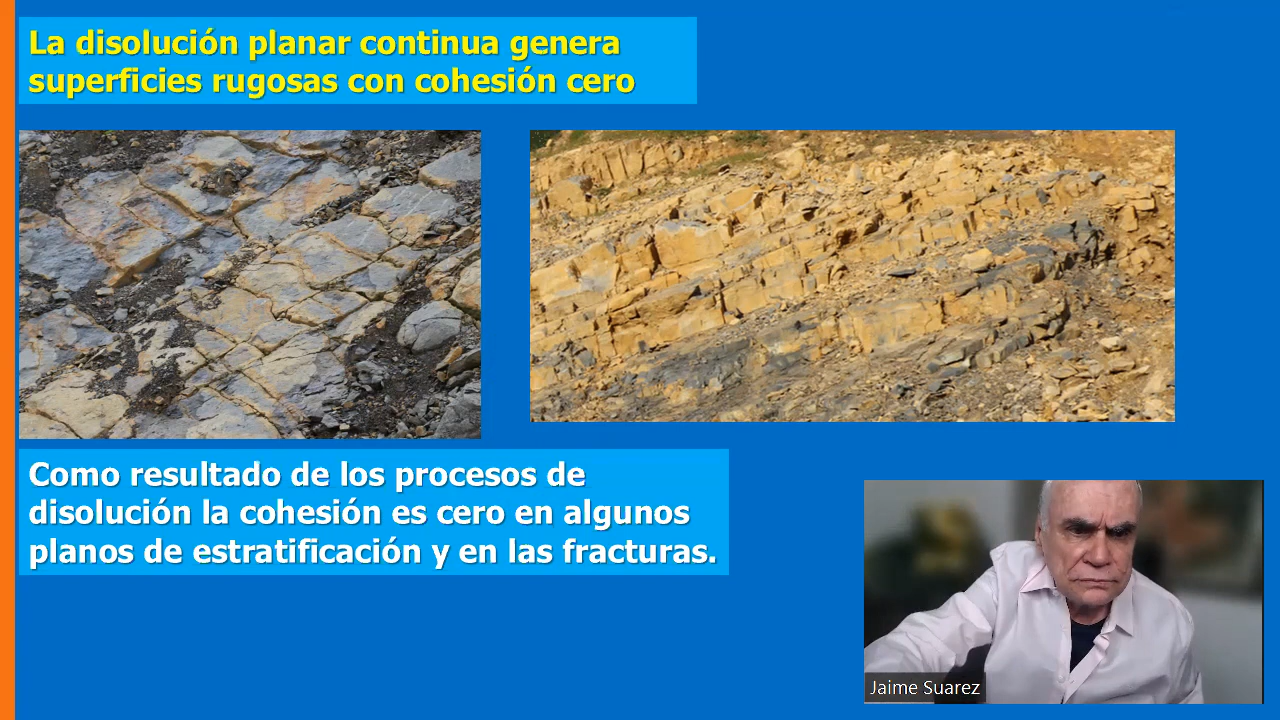 La disolución planar continua genera
superficies rugosas con cohesión cero
Como resultado de los procesos de
disolución la cohesión es cero en algunos
planos de estratificación y en las fracturas.
Jaime Suarez